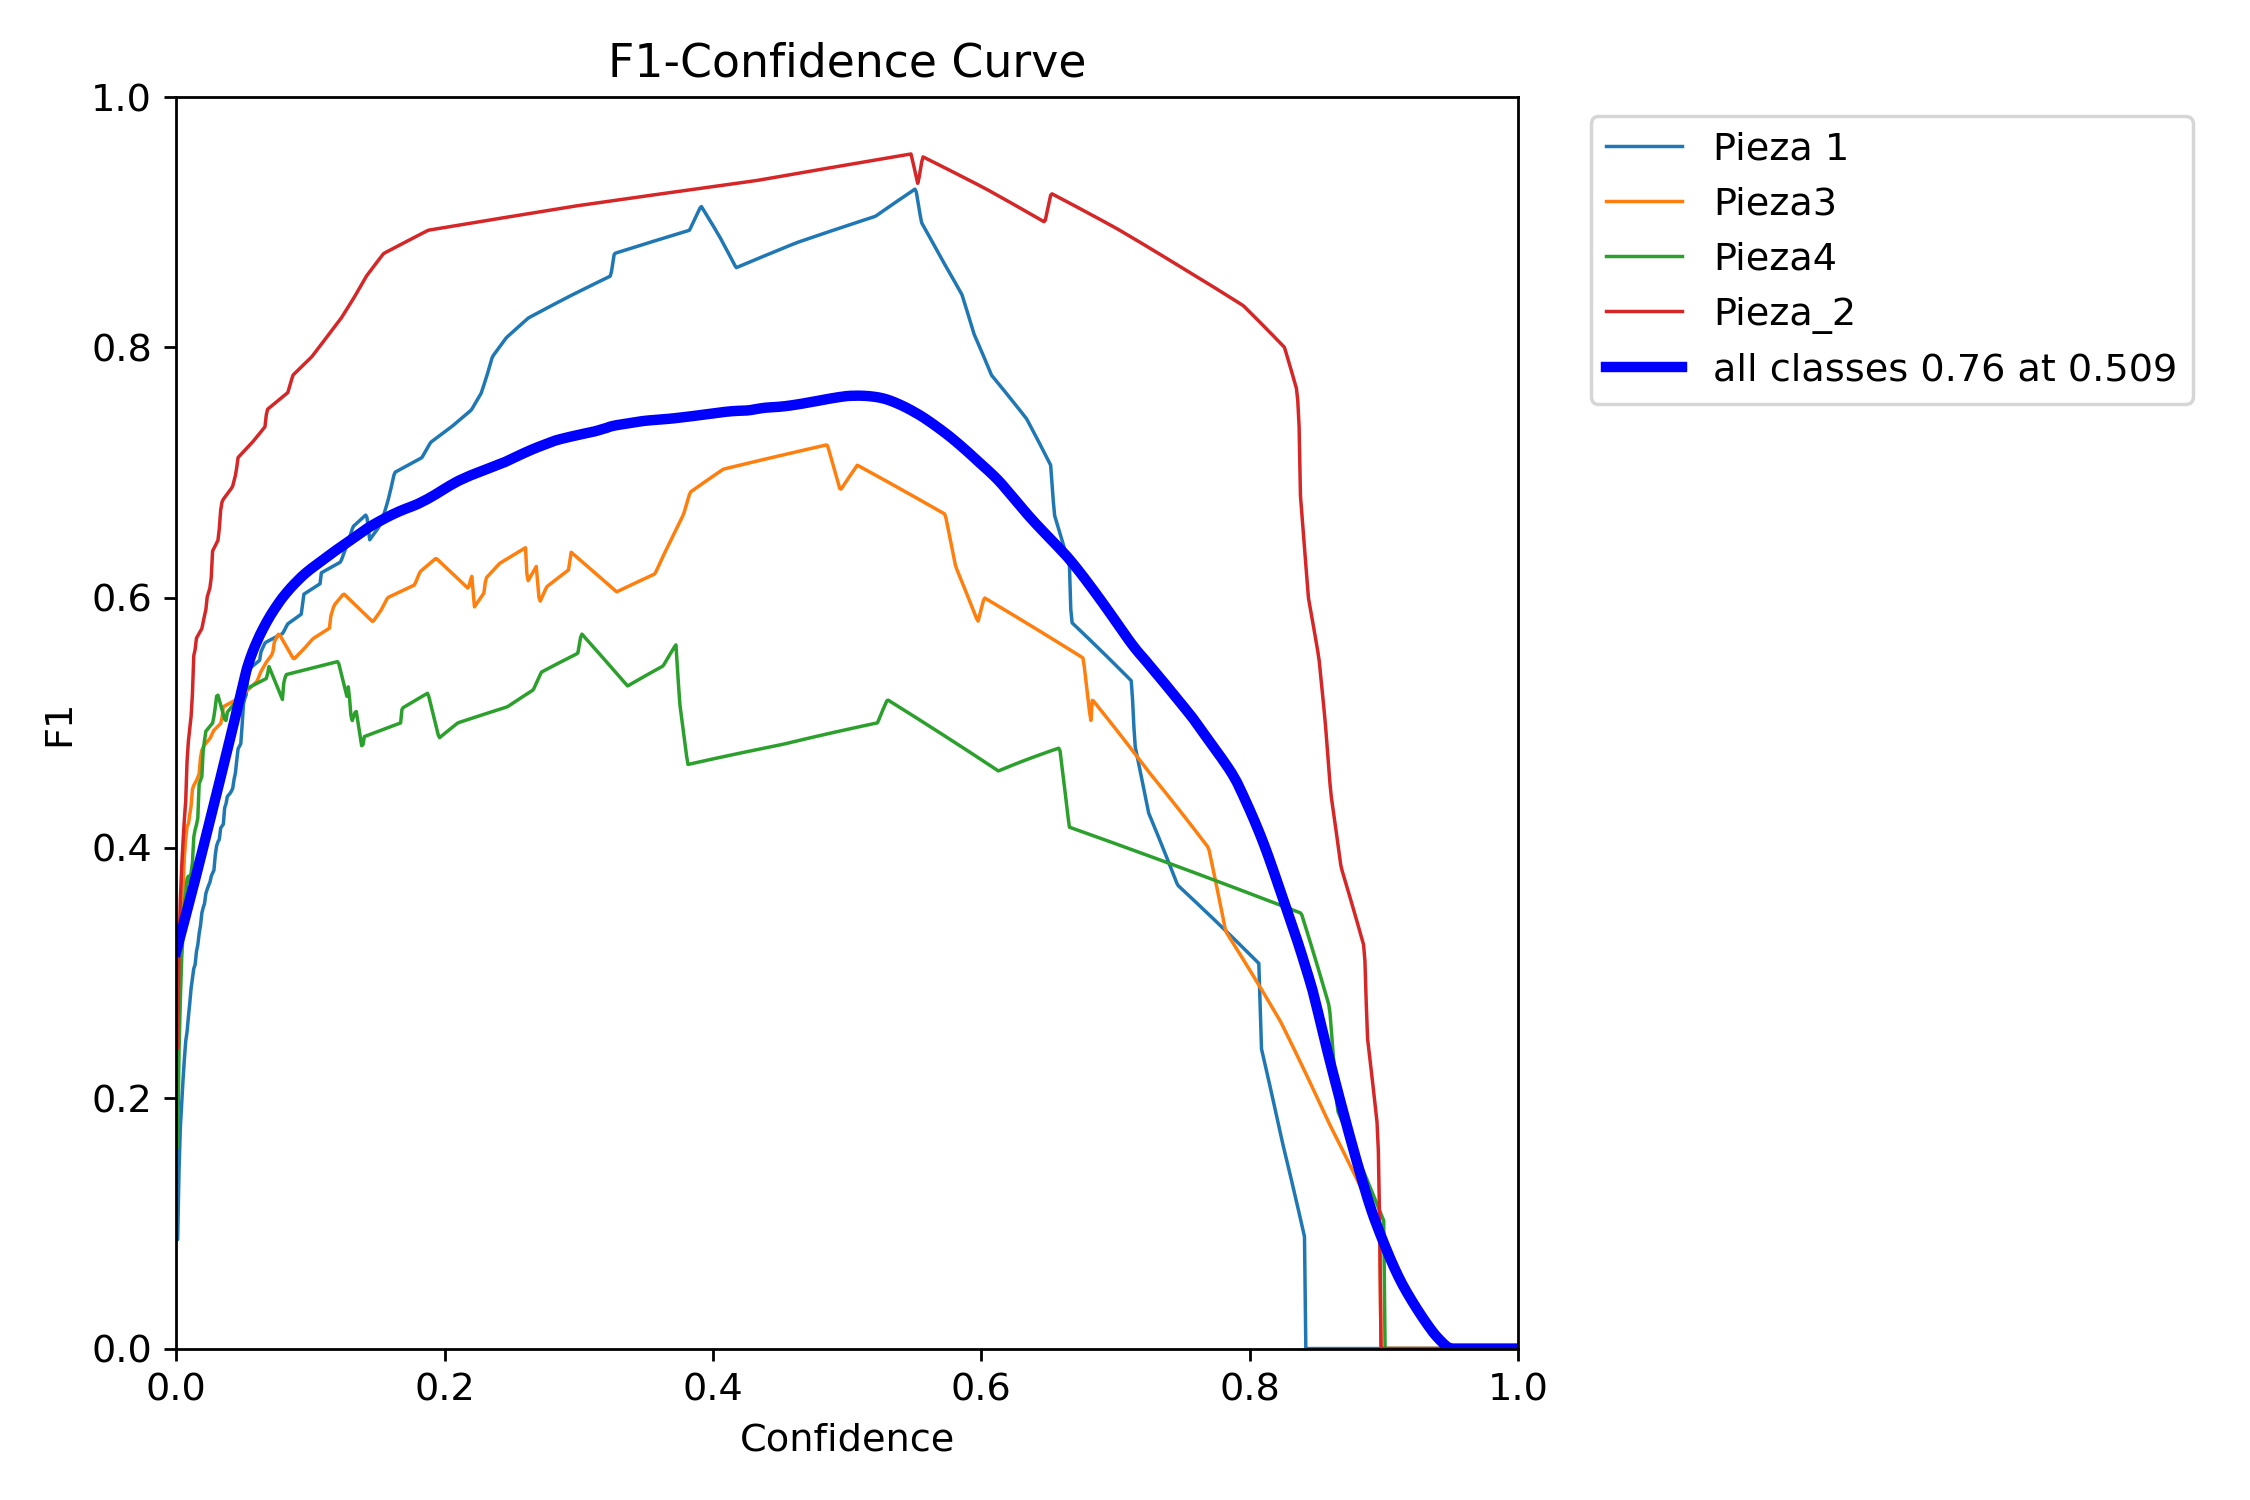 F1-Confidence Curve
1.0
0.8
0.6
0.4
0.2
0.0
F1
0.0 0.2 0.4 0.6 0.8 1.0
Confidence
Pieza 1
Pieza3
Pieza4
Pieza_2
all classes 0.76 at 0.509